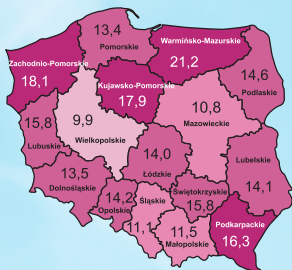 13,4
Pomorskie
Warmińsko-Mazurskie
21,2
Zachodnio-Pomorskie
18,1
Kujawsko-Pomorskie
17,9
14,6
Podlaskie
10,8
Mazowieckie
9,9
Wielkopolskie
15,8
Lubuskie
14,0
Łódzkie
Lubelskie
14,1
13,5
Dolnośląskie
14,2
Opolskie
Śląskie
11,1
Świętokrzyskie
15,8
11,5
Małopolskie
Podkarpackie
16,3